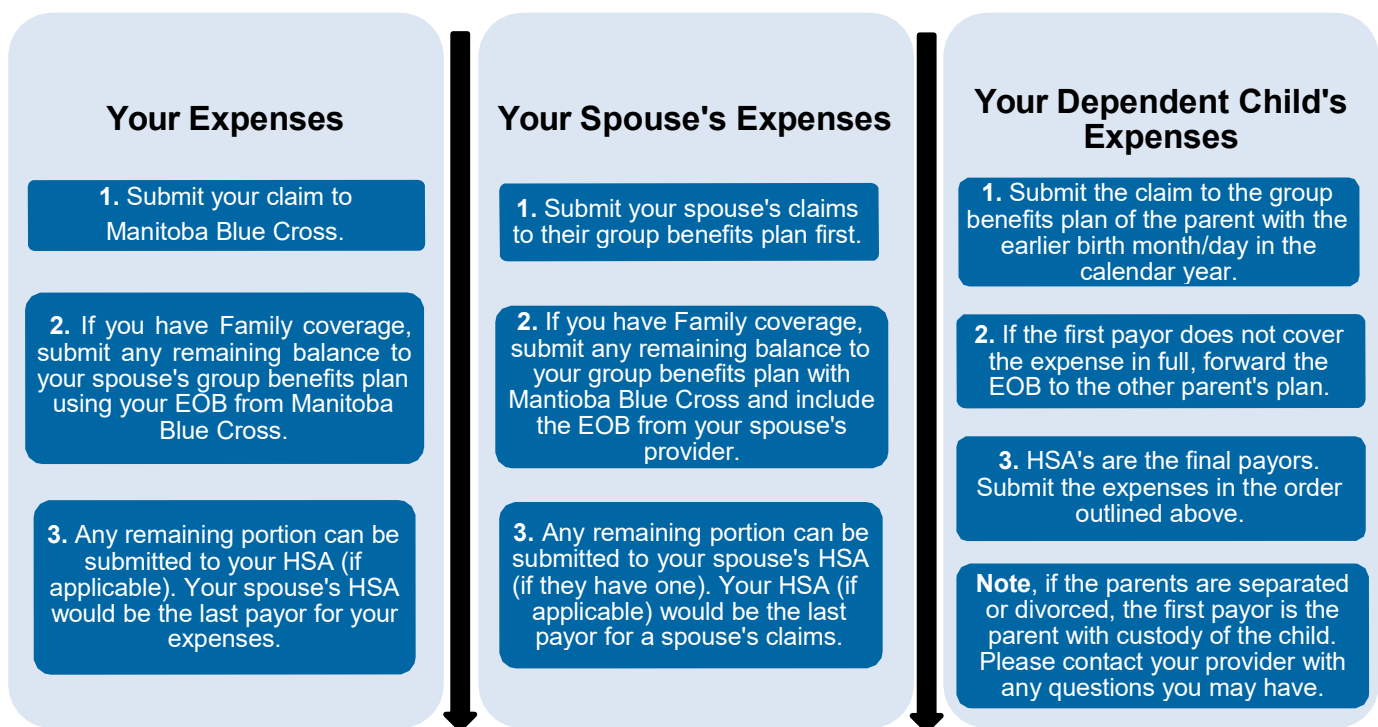 Your Expenses
1. Submit your claim to
Manitoba Blue Cross.
2. If you have Family coverage,
submit any remaining balance to
your spouse's group benefits plan
using your EOB from Manitoba
Blue Cross.
3. Any remaining portion can be
submitted to your HSA (if
applicable). Your spouse's HSA
would be the last payor for your
expenses.
Your Spouse's Expenses
1. Submit your spouse's claims
to their group benefits plan first.
2. If you have Family coverage,
submit any remaining balance to
your group benefits plan with
Mantioba Blue Cross and include
the EOB from your spouse's
provider.
3. Any remaining portion can be
submitted to your spouse's HSA
(if they have one). Your HSA (if
applicable) would be the last
payor for a spouse's claims.
Your Dependent Child's
Expenses
1. Submit the claim to the group
benefits plan of the parent with the
earlier birth month/day in the
calendar year.
2. If the first payor does not cover
the expense in full, forward the
EOB to the other parent's plan.
3. HSA's are the final payors.
Submit the expenses in the order
outlined above.
Note, if the parents are separated
or divorced, the first payor is the
parent with custody of the child.
Please contact your provider with
any questions you may have.